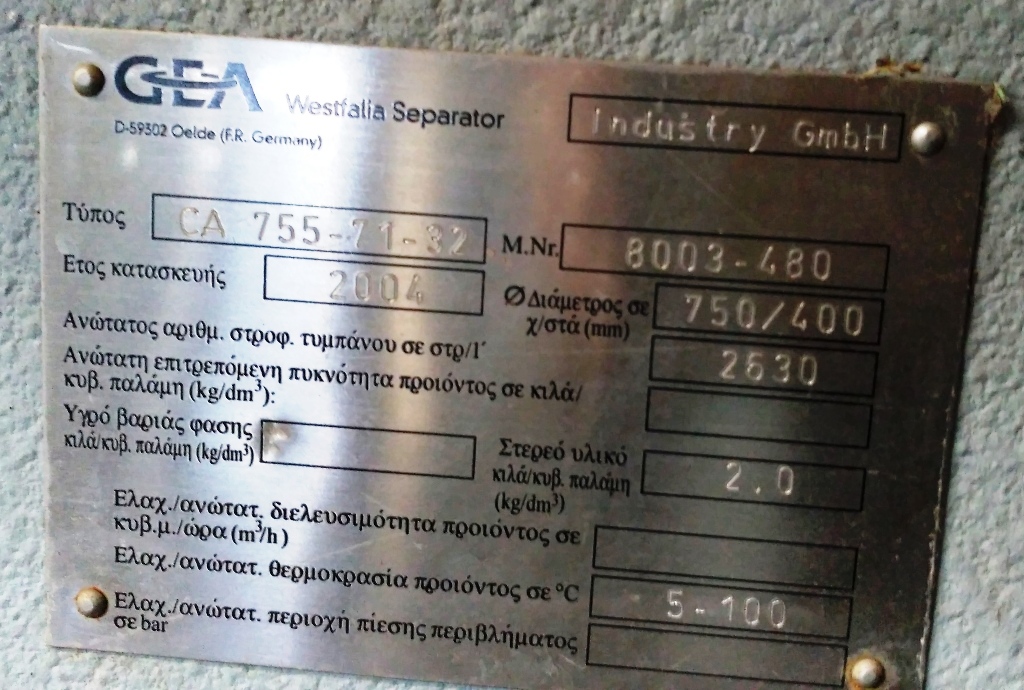 GEA Westfalia Separator Industry GmbH
D-59302 Oelde (F.R. Germany)
Τύπος CA 755-21-32 M.Nr. 8003-480
Ετος κατασκευής 2004 Ø Διάμετρος σε
χ/στά (mm) 750/400
Ανώτατος αριθμ. στροφ. τυμπάνου σε στρ/1΄ 2630
Ανώτατη επιτρεπόμενη πυκνότητα προιόντος σε κιλά/
κυβ. παλάμη (kg/dm³):
Υγρό βαριάς φασης
κιλά/κυβ. παλάμη (kg/dm³)
Στερεό υλικό
κιλά/κυβ. παλάμη
(kg/dm³) 2.0
Ελαχ./ανώτατ. διελευσιμότητα προιόντος σε
κυβ.μ./ώρα (m³/h)
Ελαχ./ανώτατ. θερμοκρασία προιόντος σε °C 5-100
Ελαχ./ανώτατ. περιοχή πίεσης περιβλήματος
σε bar